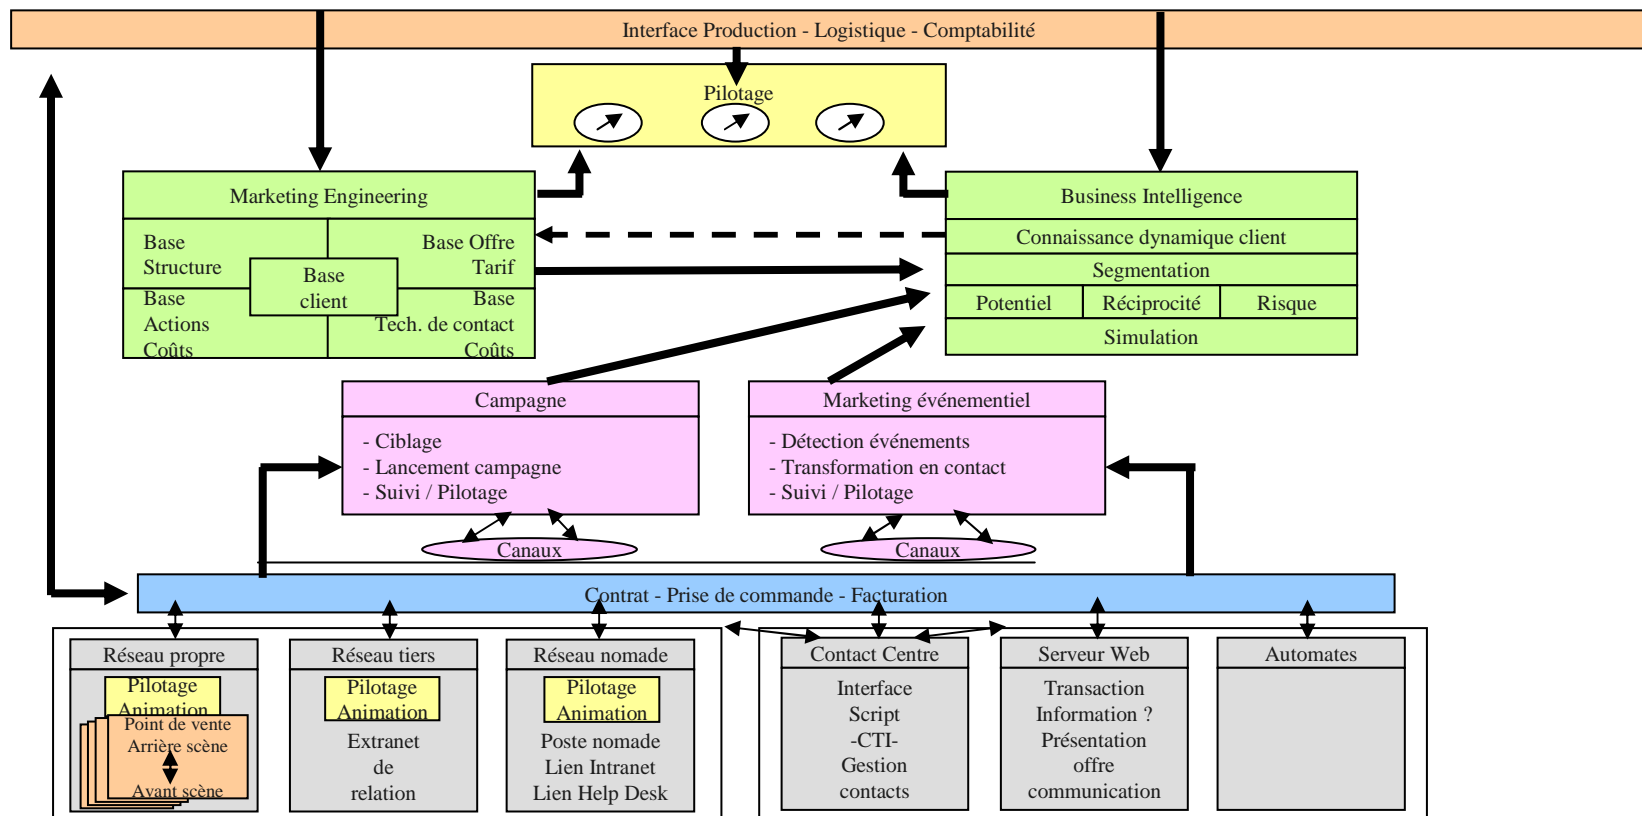 Interface Production - Logistique - Comptabilité
Pilotage
Marketing Engineering
Base
Structure
Base Offre
Tarif
Base
client
Base
Actions
Coûts
Base
Tech. de contact
Coûts
Business Intelligence
Connaissance dynamique client
Segmentation
Potentiel
Réciprocité
Risque
Simulation
Campagne
- Ciblage
- Lancement campagne
- Suivi / Pilotage
Canaux
Marketing événementiel
- Détection événements
- Transformation en contact
- Suivi / Pilotage
Canaux
Contrat - Prise de commande - Facturation
Réseau propre
Pilotage
Animation
Point de vente
Arrière scène
Avant scène
Réseau tiers
Pilotage
Animation
Extranet
de
relation
Réseau nomade
Pilotage
Animation
Poste nomade
Lien Intranet
Lien Help Desk
Contact Centre
Interface
Script
-CTI-
Gestion
contacts
Serveur Web
Transaction
Information ?
Présentation
offre
communication
Automates